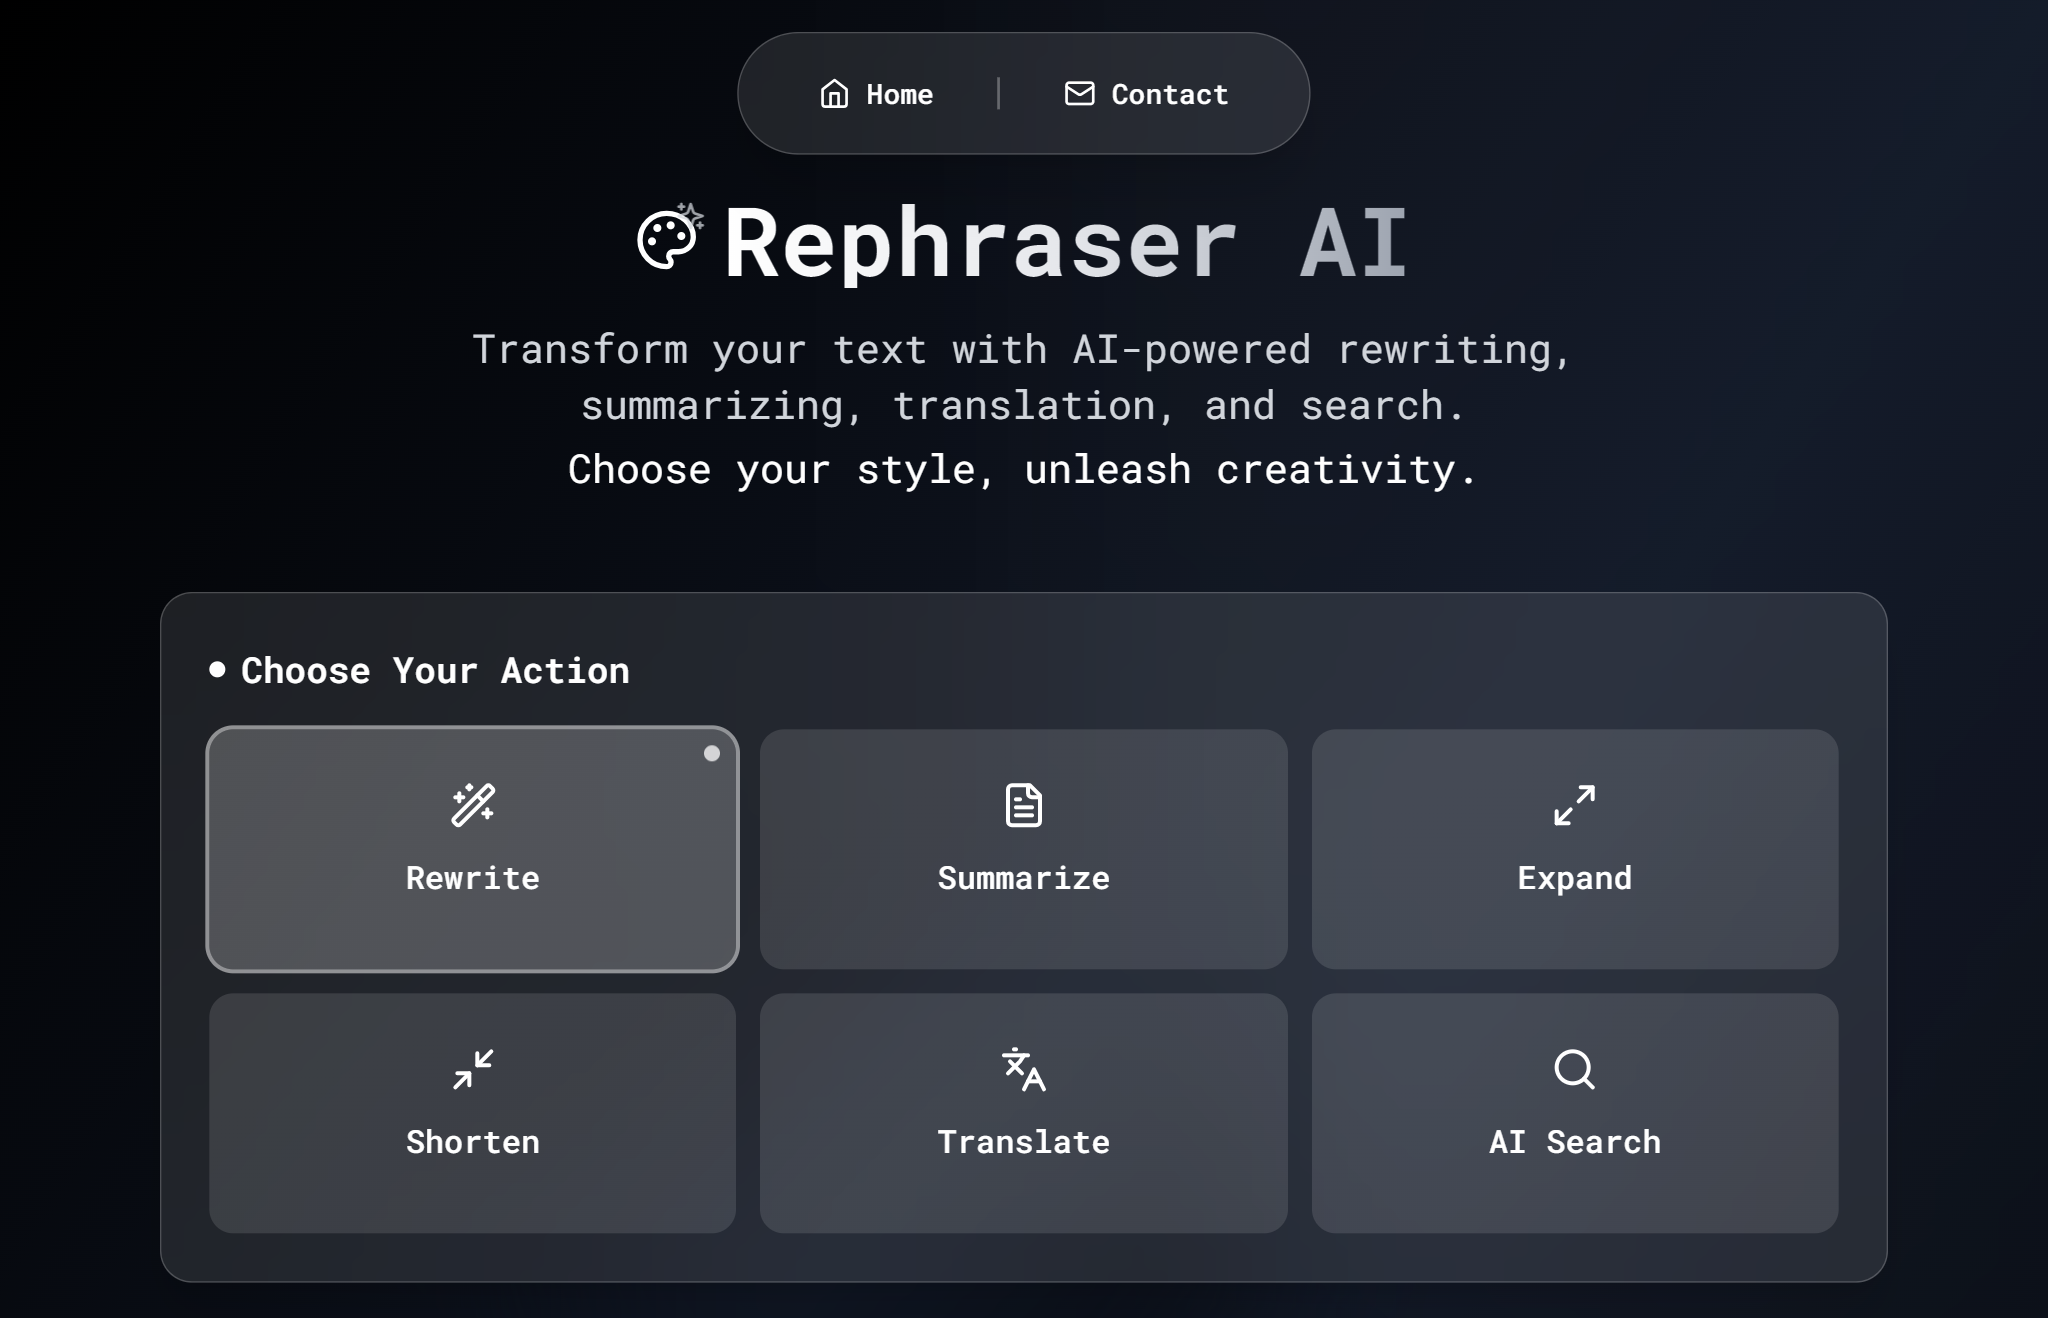 Home | Contact
Rephraser AI
Transform your text with AI-powered rewriting,
summarizing, translation, and search.
Choose your style, unleash creativity.
Choose Your Action
Rewrite
Summarize
Expand
Shorten
Translate
AI Search